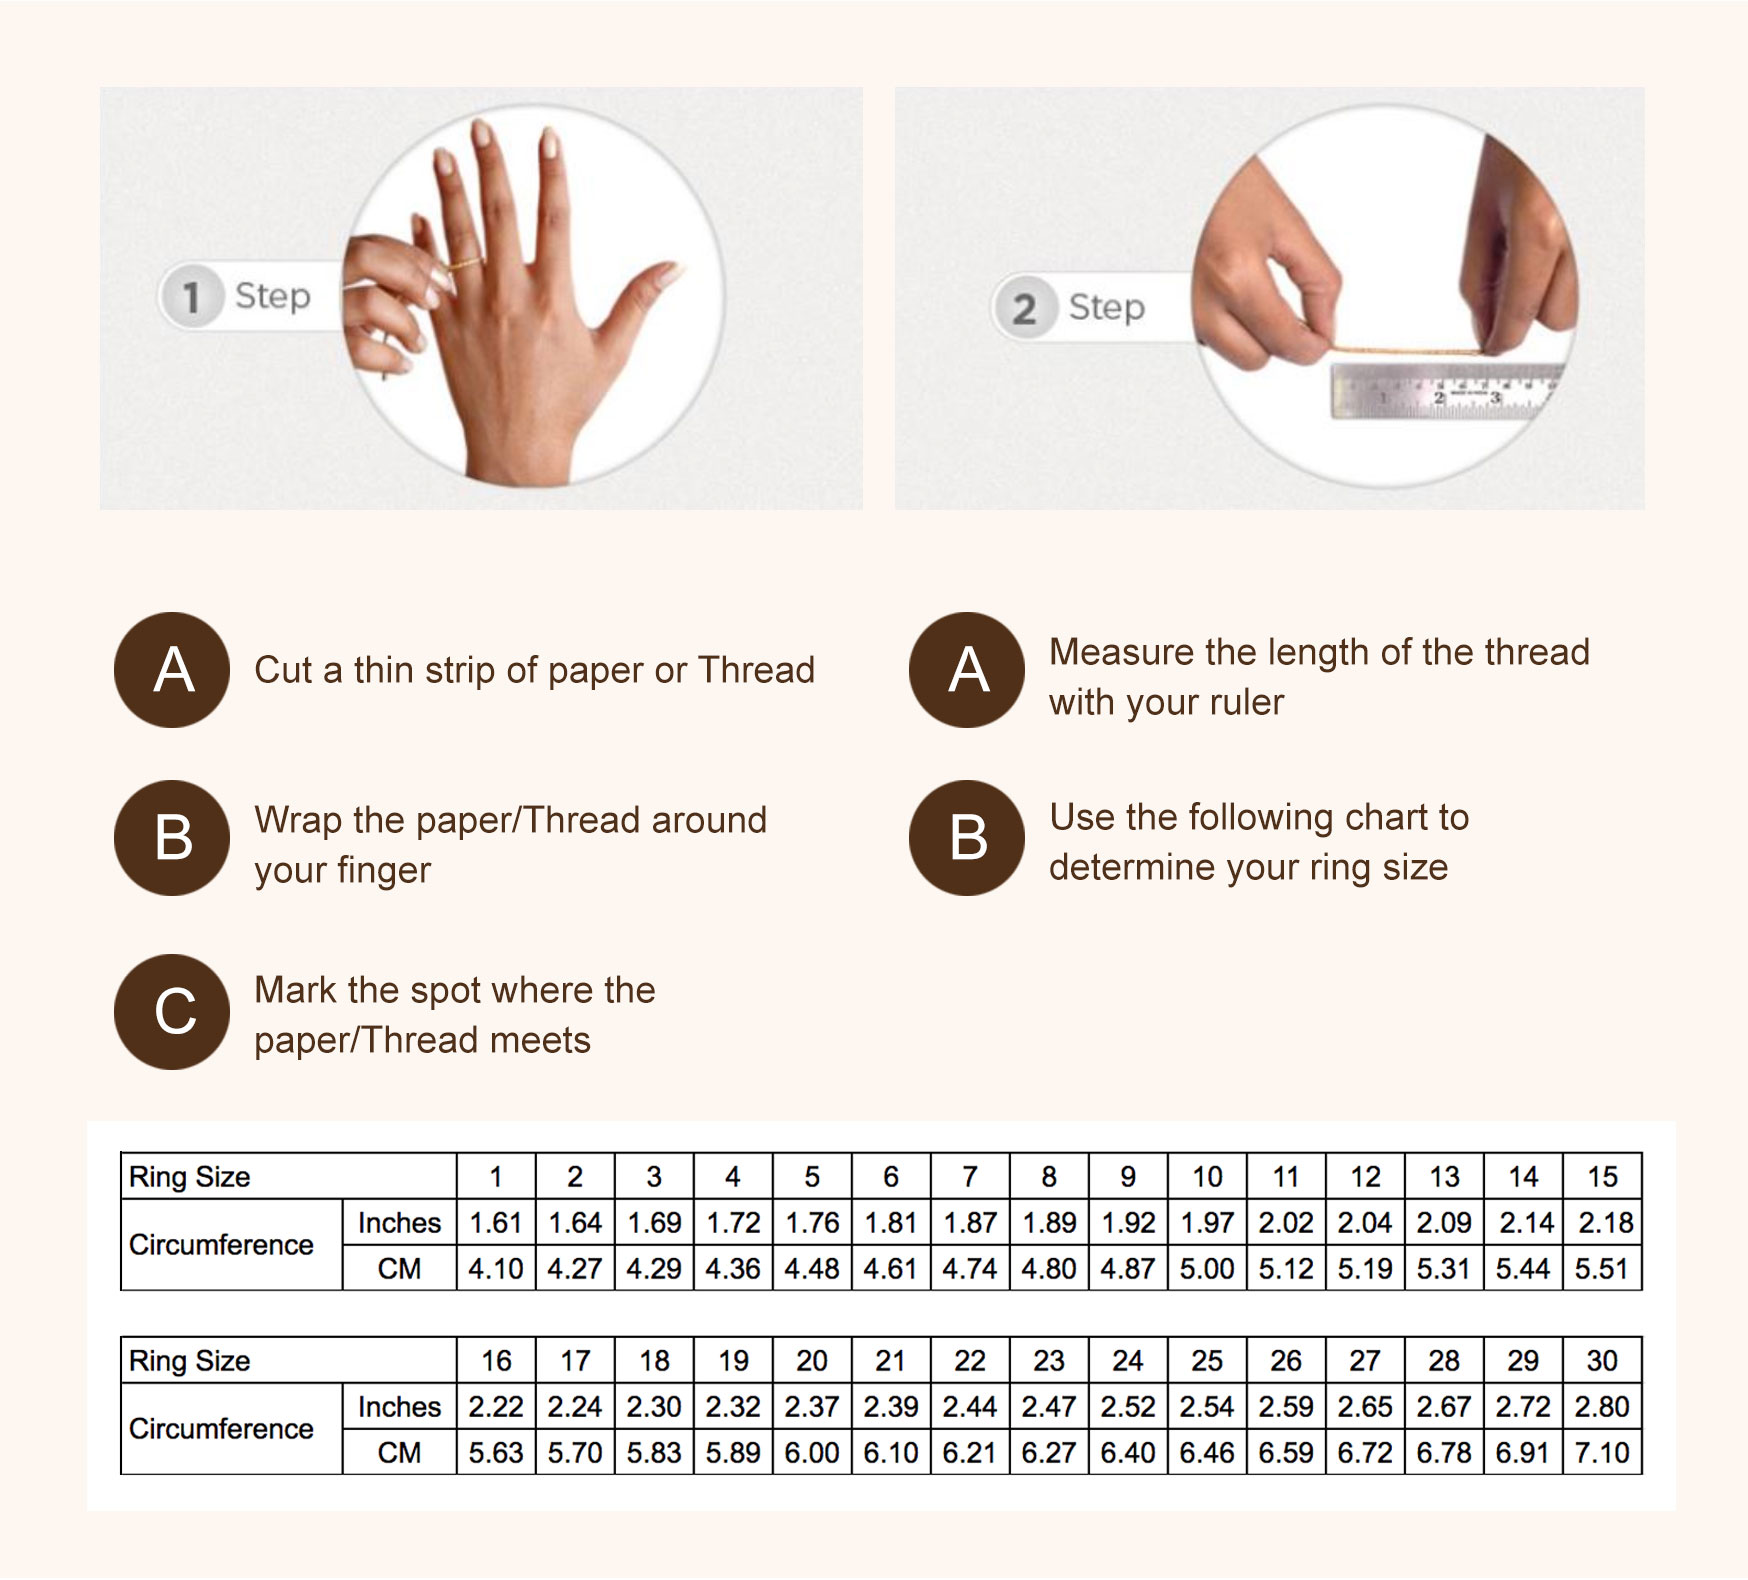 1 Step
2 Step
A Cut a thin strip of paper or Thread
B Wrap the paper/Thread around
your finger
C Mark the spot where the
paper/Thread meets
A Measure the length of the thread
with your ruler
B Use the following chart to
determine your ring size
1 2 3
Ring Size 1 2 3 4 5 6 7 8 9 10 11 12 13 14 15
Circumference
Inches 1.61 1.64 1.69 1.72 1.76 1.81 1.87 1.89 1.92 1.97 2.02 2.04 2.09 2.14 2.18
CM 4.10 4.27 4.29 4.36 4.48 4.61 4.74 4.80 4.87 5.00 5.12 5.19 5.31 5.44 5.51
Ring Size 16 17 18 19 20 21 22 23 24 25 26 27 28 29 30
Circumference
Inches 2.22 2.24 2.30 2.32 2.37 2.39 2.44 2.47 2.52 2.54 2.59 2.65 2.67 2.72 2.80
CM 5.63 5.70 5.83 5.89 6.00 6.10 6.21 6.27 6.40 6.46 6.59 6.72 6.78 6.91 7.10